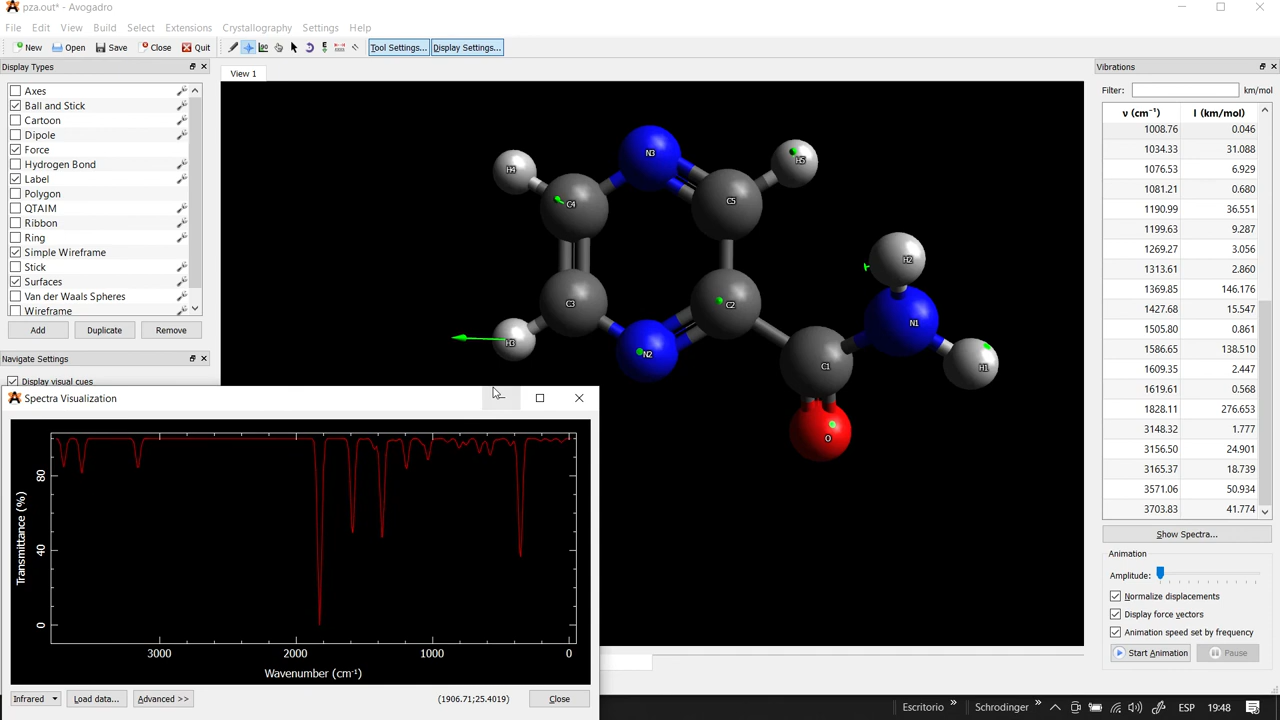 pza.out* - Avogadro
File Edit View Build Select Extensions Crystallography Settings Help
New Open Save Close Quit Tool Settings... Display Settings...
Display Types
Axes
Ball and Stick
Cartoon
Dipole
Force
Hydrogen Bond
Label
Polygon
QTAIM
Ribbon
Ring
Simple Wireframe
Stick
Surfaces
Van der Waals Spheres
Wireframe
Add Duplicate Remove
Navigate Settings
Display visual cues
View 1
N3
H4
H5
C4
C5
H2
C3
C2
N1
H3
N2
C1
H1
O
Spectra Visualization
Transmittance (%)
80
40
0
3000 2000 1000 0
Wavenumber (cm⁻¹)
Infrared Load data... Advanced >> (1906.71;25.4019) Close
Vibrations
Filter: km/mol
ν (cm⁻¹) I (km/mol)
1008.76 0.046
1034.33 31.088
1076.53 6.929
1081.21 0.680
1190.99 36.551
1199.63 9.287
1269.27 3.056
1313.61 2.860
1369.85 146.176
1427.68 15.547
1505.80 0.861
1586.65 138.510
1609.35 2.447
1619.61 0.568
1828.11 276.653
3148.32 1.777
3156.50 24.901
3165.37 18.739
3571.06 50.934
3703.83 41.774
Show Spectra...
Animation
Amplitude:
Normalize displacements
Display force vectors
Animation speed set by frequency
Start Animation Pause
Escritorio » Schrodinger » ESP 19:48